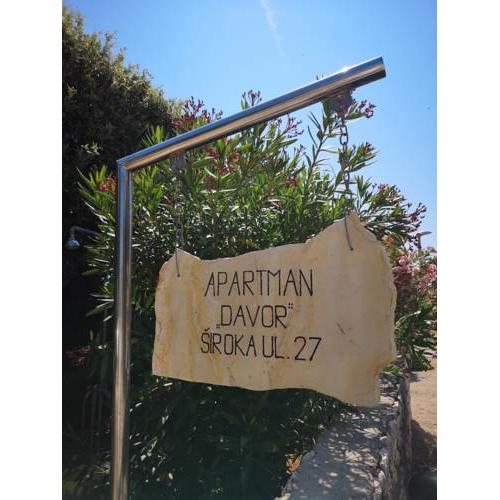 APARTMAN
„DAVOR“
ŠIROKA UL. 27